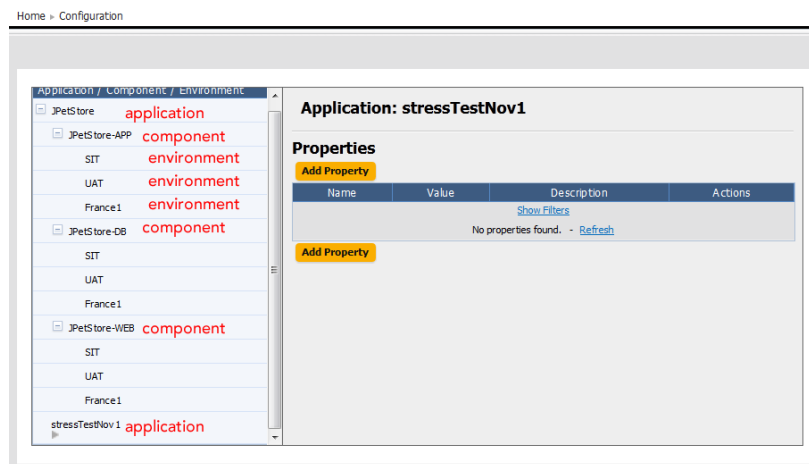 Home ▸ Configuration
Application / Component / Environment
JPetStore application
JPetStore-APP component
SIT environment
UAT environment
France1 environment
JPetStore-DB component
SIT
UAT
France1
JPetStore-WEB component
SIT
UAT
France1
stressTestNov1 application
Application: stressTestNov1
Properties
Add Property
Name Value Description Actions
Show Filters
No properties found. - Refresh
Add Property